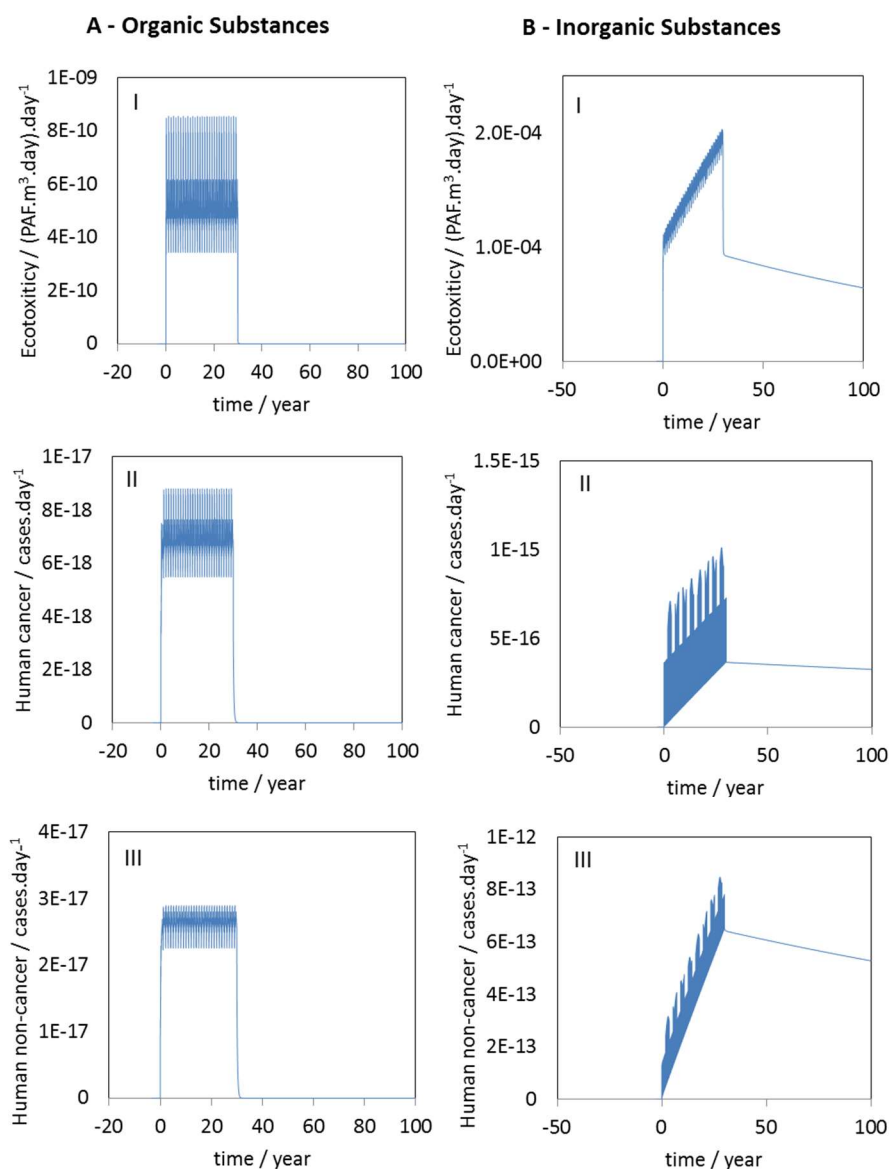 A - Organic Substances
B - Inorganic Substances
I
1E-09
8E-10
6E-10
4E-10
2E-10
0
-20 0 20 40 60 80 100
time / year
Ecotoxiticy / (PAF.m³.day).day⁻¹
I
2.0E-04
1.0E-04
0.0E+00
-50 0 50 100
time / year
Ecotoxiticy / (PAF.m³.day).day⁻¹
II
1E-17
8E-18
6E-18
4E-18
2E-18
0
-20 0 20 40 60 80 100
time / year
Human cancer / cases.day⁻¹
II
1.5E-15
1E-15
5E-16
0
-50 0 50 100
time / year
Human cancer / cases.day⁻¹
III
4E-17
3E-17
2E-17
1E-17
0
-20 0 20 40 60 80 100
time / year
Human non-cancer / cases.day-¹
III
1E-12
8E-13
6E-13
4E-13
2E-13
0
-50 0 50 100
time / year
Human non-cancer / cases.day⁻¹